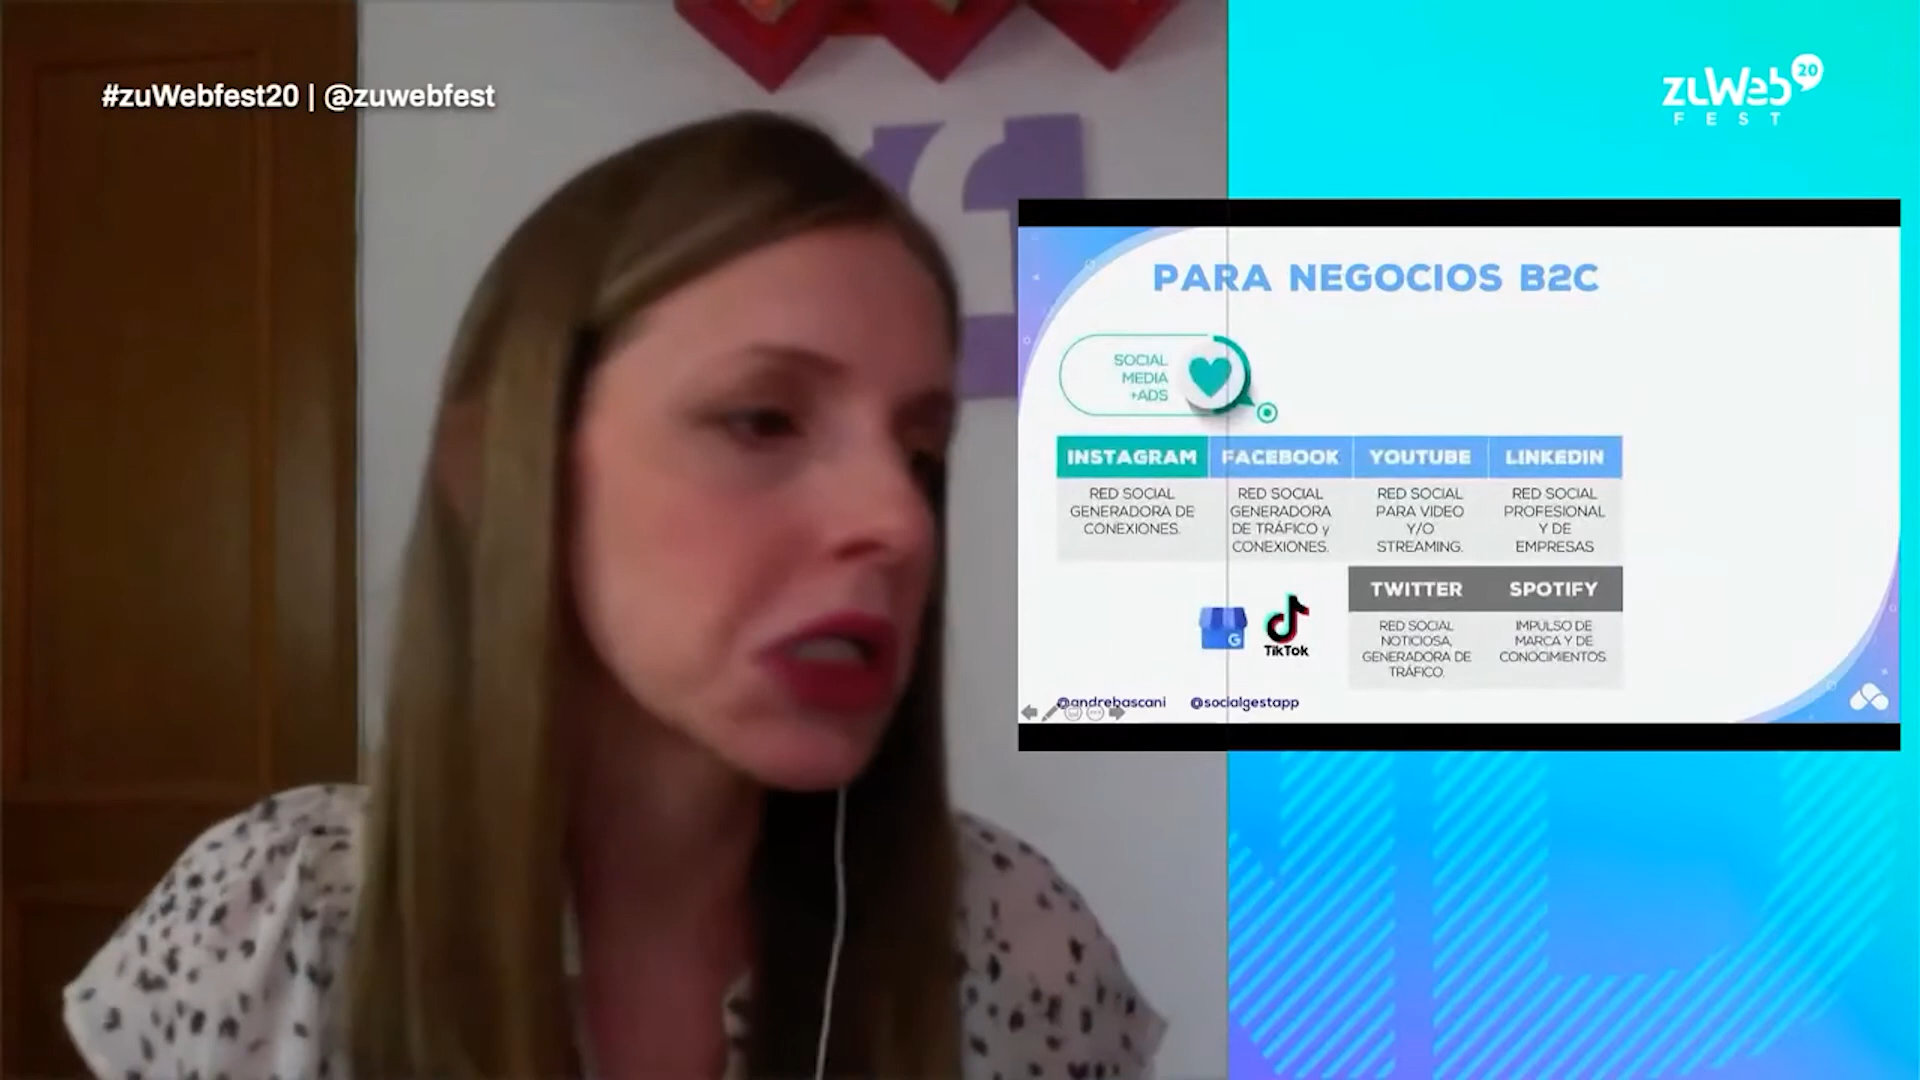 #zuWebfest20 | @zuwebfest
zuWeb 20
FEST
PARA NEGOCIOS B2C
SOCIAL
MEDIA
+ADS
INSTAGRAM
RED SOCIAL
GENERADORA DE
CONEXIONES.
FACEBOOK
RED SOCIAL
GENERADORA
DE TRÁFICO y
CONEXIONES.
YOUTUBE
RED SOCIAL
PARA VIDEO
Y/O
STREAMING.
LINKEDIN
RED SOCIAL
PROFESIONAL
Y DE
EMPRESAS
G
TikTok
TWITTER
RED SOCIAL
NOTICIOSA,
GENERADORA DE
TRÁFICO.
SPOTIFY
IMPULSO DE
MARCA Y DE
CONOCIMIENTOS
@andrebascani @socialgestapp